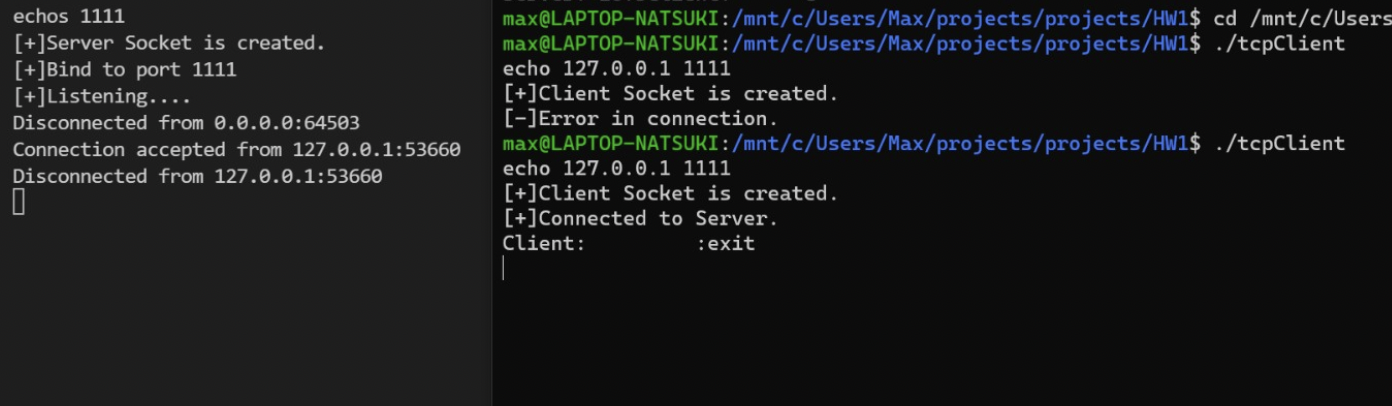 echos 1111
[+]Server Socket is created.
[+]Bind to port 1111
[+]Listening....
Disconnected from 0.0.0.0:64503
Connection accepted from 127.0.0.1:53660
Disconnected from 127.0.0.1:53660
max@LAPTOP-NATSUKI:/mnt/c/Users/Max/projects/projects/HW1$ cd /mnt/c/Users
max@LAPTOP-NATSUKI:/mnt/c/Users/Max/projects/projects/HW1$ ./tcpClient
echo 127.0.0.1 1111
[+]Client Socket is created.
[-]Error in connection.
max@LAPTOP-NATSUKI:/mnt/c/Users/Max/projects/projects/HW1$ ./tcpClient
echo 127.0.0.1 1111
[+]Client Socket is created.
[+]Connected to Server.
Client:         :exit